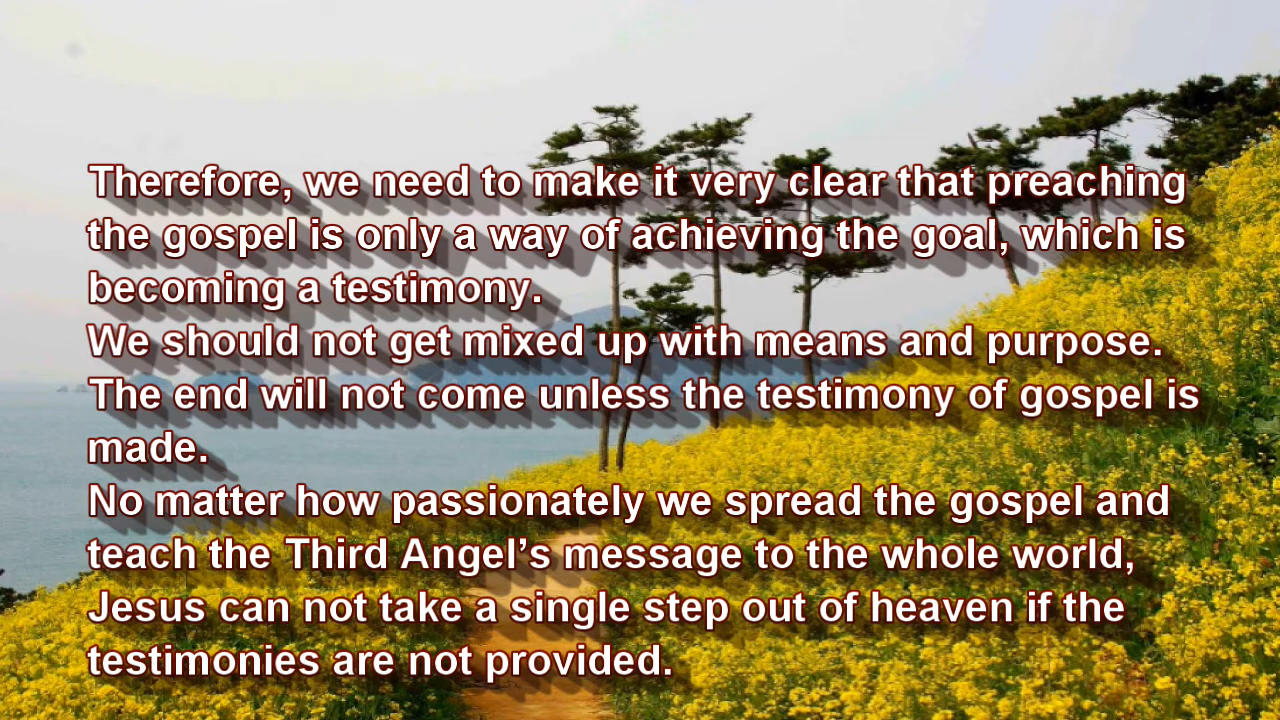 Therefore, we need to make it very clear that preaching
the gospel is only a way of achieving the goal, which is
becoming a testimony.
We should not get mixed up with means and purpose.
The end will not come unless the testimony of gospel is
made.
No matter how passionately we spread the gospel and
teach the Third Angel’s message to the whole world,
Jesus can not take a single step out of heaven if the
testimonies are not provided.